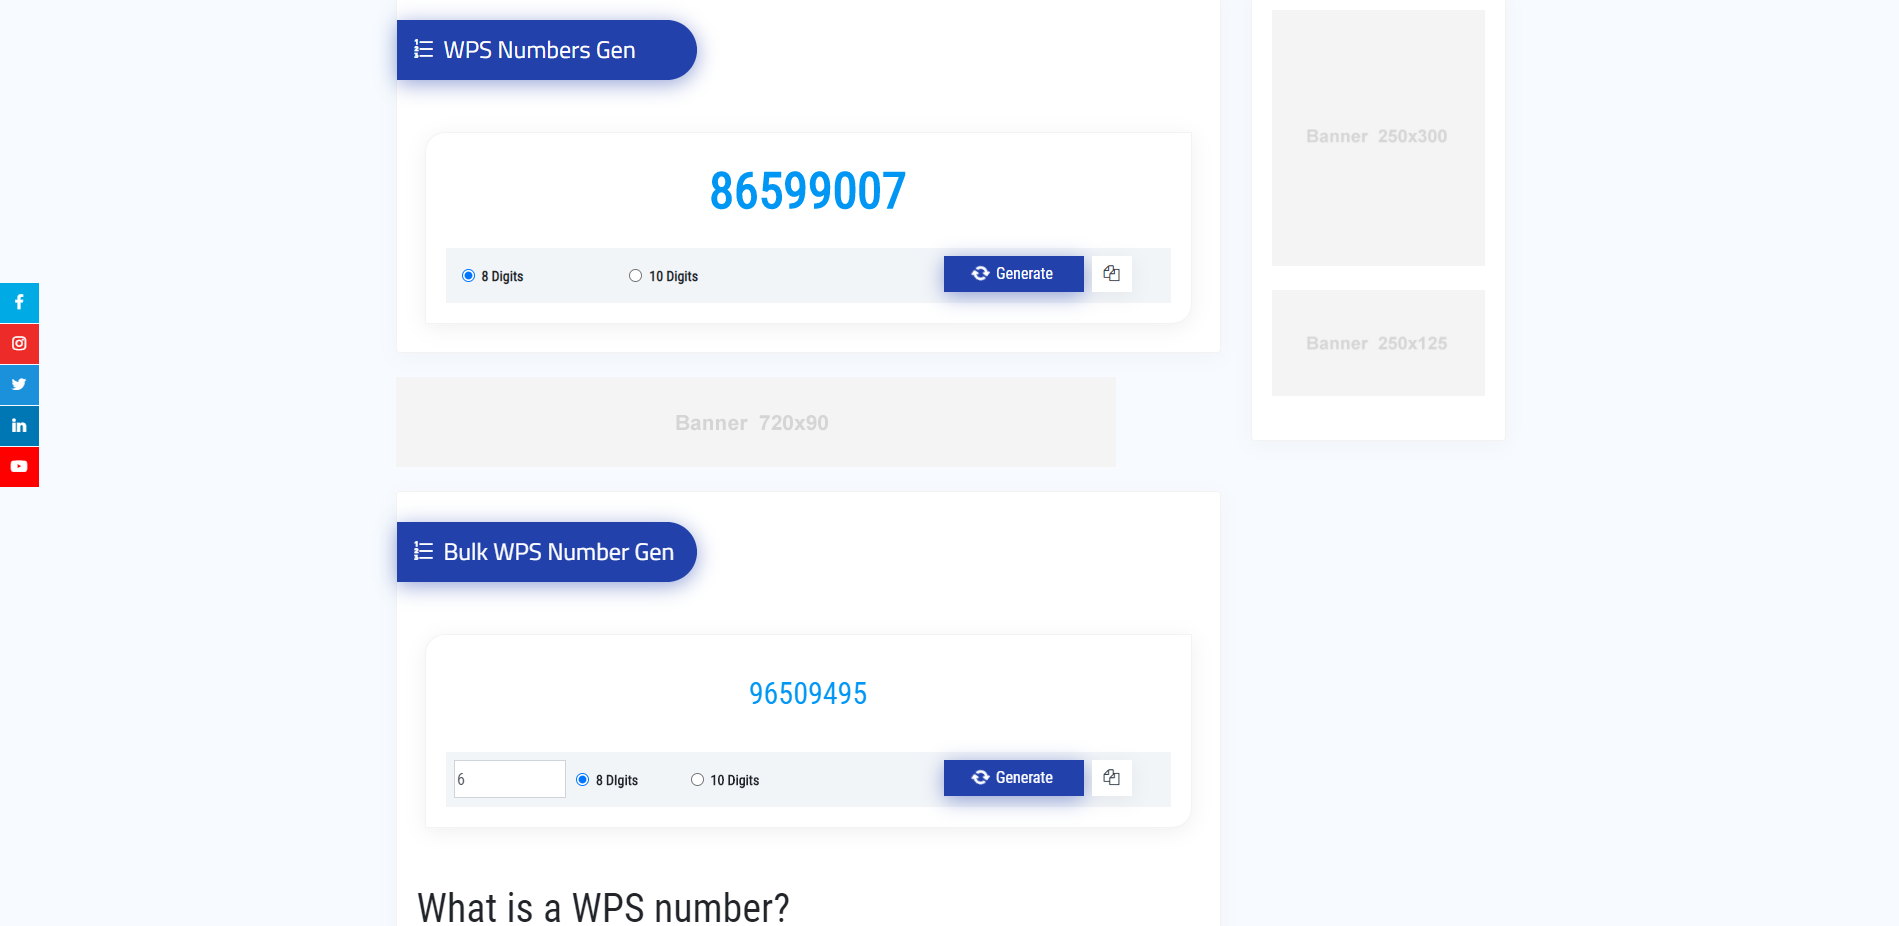 WPS Numbers Gen
86599007
8 Digits
10 Digits
Generate
Banner 250x300
Banner 250x125
Banner 720x90
Bulk WPS Number Gen
96509495
6
8 DIgits
10 Digits
Generate
What is a WPS number?